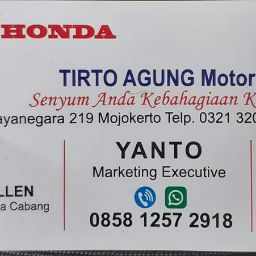 HONDA
TIRTO AGUNG Motor
Senyum Anda Kebahagiaan K
ayanegara 219 Mojokerto Telp. 0321 320
YANTO
Marketing Executive
LLEN
a Cabang
0858 1257 2918